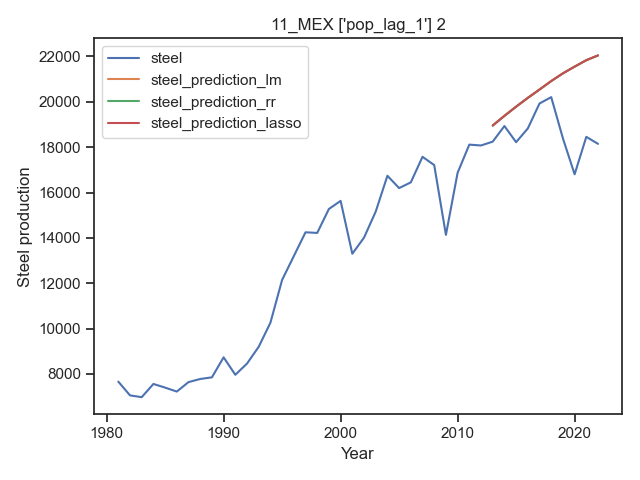 11_MEX ['pop_lag_1'] 2
steel
steel_prediction_lm
steel_prediction_rr
steel_prediction_lasso
22000
20000
18000
16000
14000
12000
10000
8000
Steel production
1980
1990
2000
2010
2020
Year